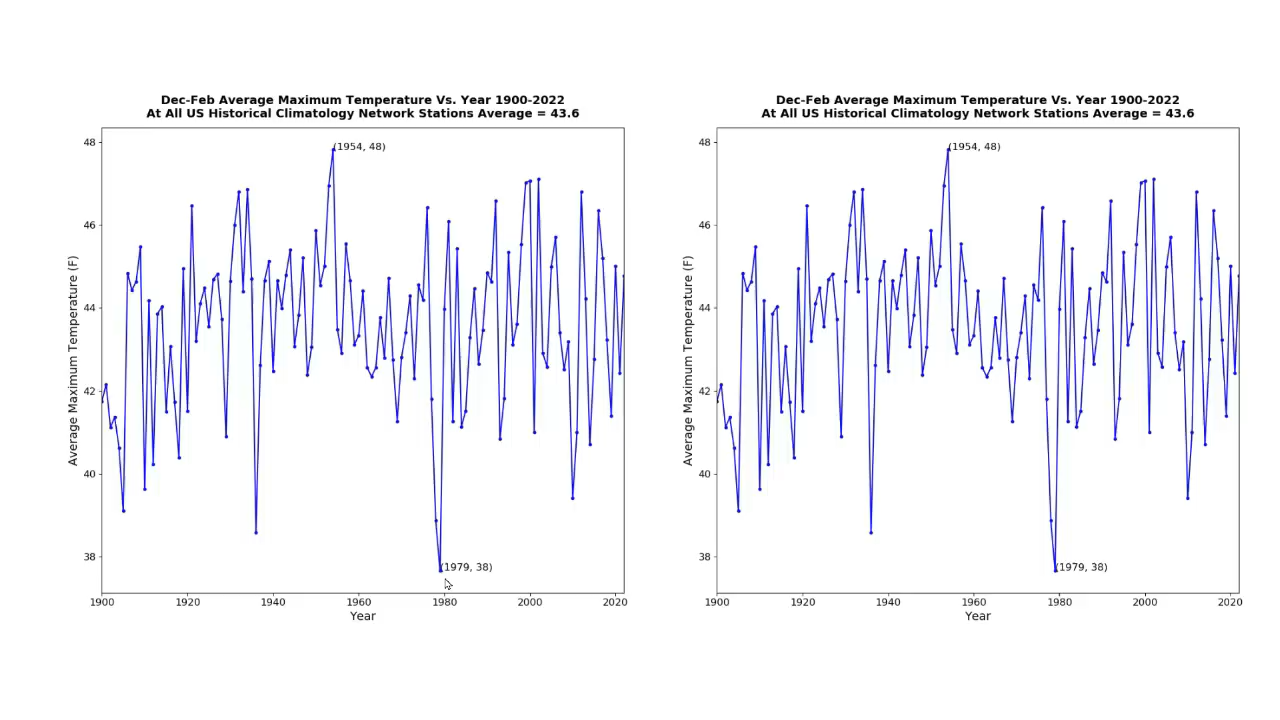 Dec-Feb Average Maximum Temperature Vs. Year 1900-2022
At All US Historical Climatology Network Stations Average = 43.6
48
(1954, 48)
46
44
42
40
38
(1979, 38)
Average Maximum Temperature (F)
1900 1920 1940 1960 1980 2000 2020
Year
Dec-Feb Average Maximum Temperature Vs. Year 1900-2022
At All US Historical Climatology Network Stations Average = 43.6
48
(1954, 48)
46
44
42
40
38
(1979, 38)
Average Maximum Temperature (F)
1900 1920 1940 1960 1980 2000 2020
Year